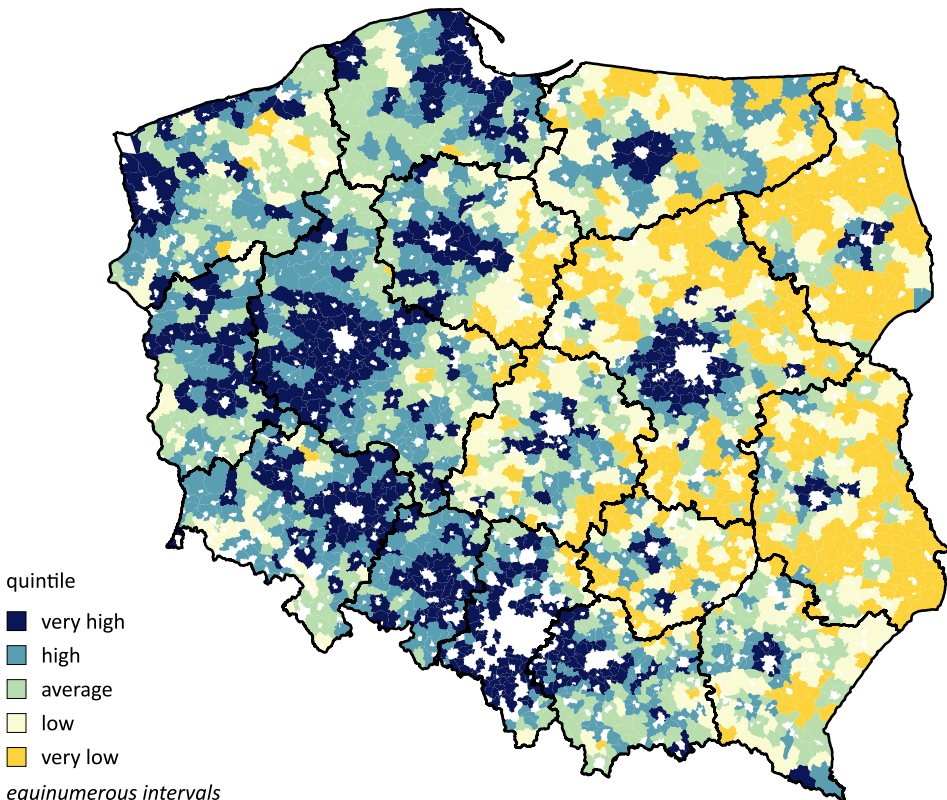 quintile
very high
high
average
low
very low
equinumerous intervals